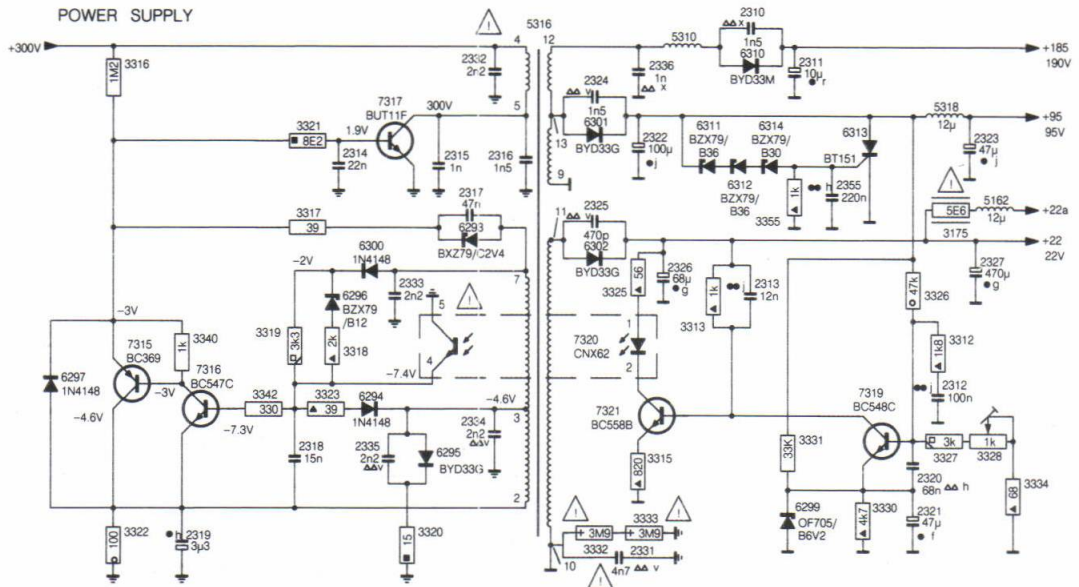 POWER SUPPLY
+300V
3316
1M2
2332
2n2
5316
4
12
5310
2310
△△ x
1n5
6310
BYD33M
2311
10µ
● r
+185
190V
2336
1n
△△ x
7317
BUT11F
300V
5
3321
8E2
1.9V
2314
22n
2315
1n
2316
1n5
2324
△△ v
1n5
6301
BYD33G
13
9
2322
100µ
● j
6311
BZX79/
B36
6314
BZX79/
B30
6312
BZX79/
B36
6313
BT151
1k
3355
●● h
2355
220n
5318
12µ
+95
95V
2323
47µ
● j
5E6
3175
5162
12µ
+22a
3317
39
2317
47n
6293
BXZ79/C2V4
7
11
2325
△△ v
470p
6302
BYD33G
+22
22V
2327
470µ
● g
-2V
6300
1N4148
2333
2n2
6296
BZX79
/B12
3319
3k3
2k
3318
5
4
-7.4V
56
3325
2326
68µ
● g
1k
3313
●● j
2313
12n
47k
3326
1
7320
CNX62
2
1k8
3312
●● j
2312
100n
-3V
7315
BC369
3340
1k
6297
1N4148
-4.6V
-3V
7316
BC547C
-7.3V
3342
330
3323
39
6294
1N4148
-4.6V
3
2334
2n2
△△v
2318
15n
2335
2n2
△△v
6295
BYD33G
2
7321
BC558B
3315
820
7319
BC548C
3331
33K
3k
3327
1k
3328
2320
68n △△ h
3334
68
6299
OF705/
B6V2
4k7
3330
2321
47µ
● f
3322
100
● h
2319
3µ3
3320
15
3333
3M9
3M9
3332
2331
4n7 △△ v
10